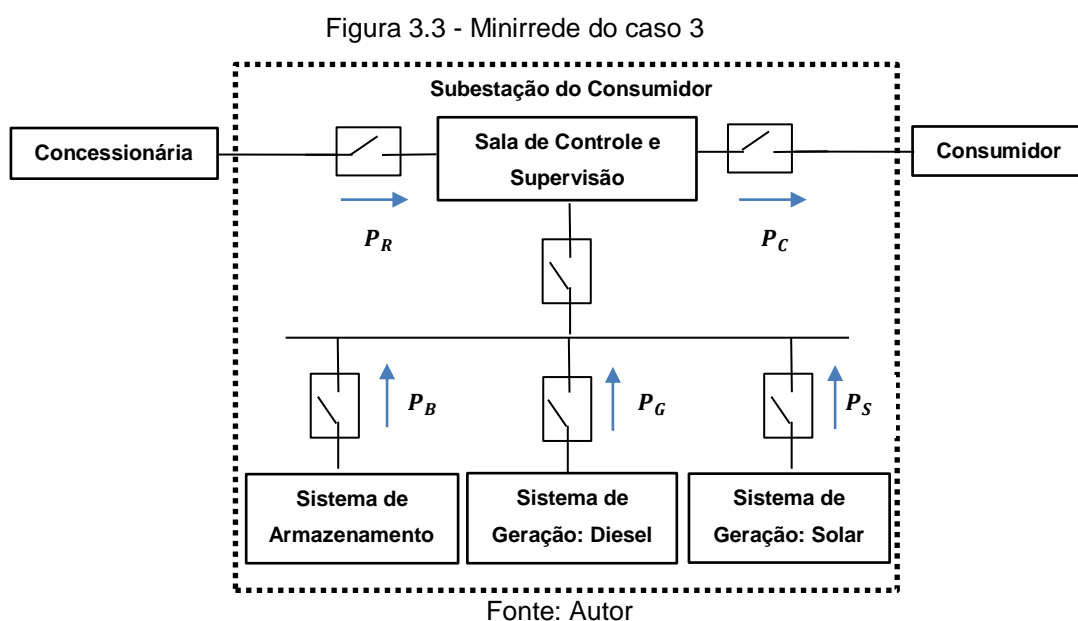 Figura 3.3 - Minirrede do caso 3
Subestação do Consumidor
Concessionária
Sala de Controle e
Supervisão
Consumidor
P_R
P_C
P_B
P_G
P_S
Sistema de
Armazenamento
Sistema de
Geração: Diesel
Sistema de
Geração: Solar
Fonte: Autor